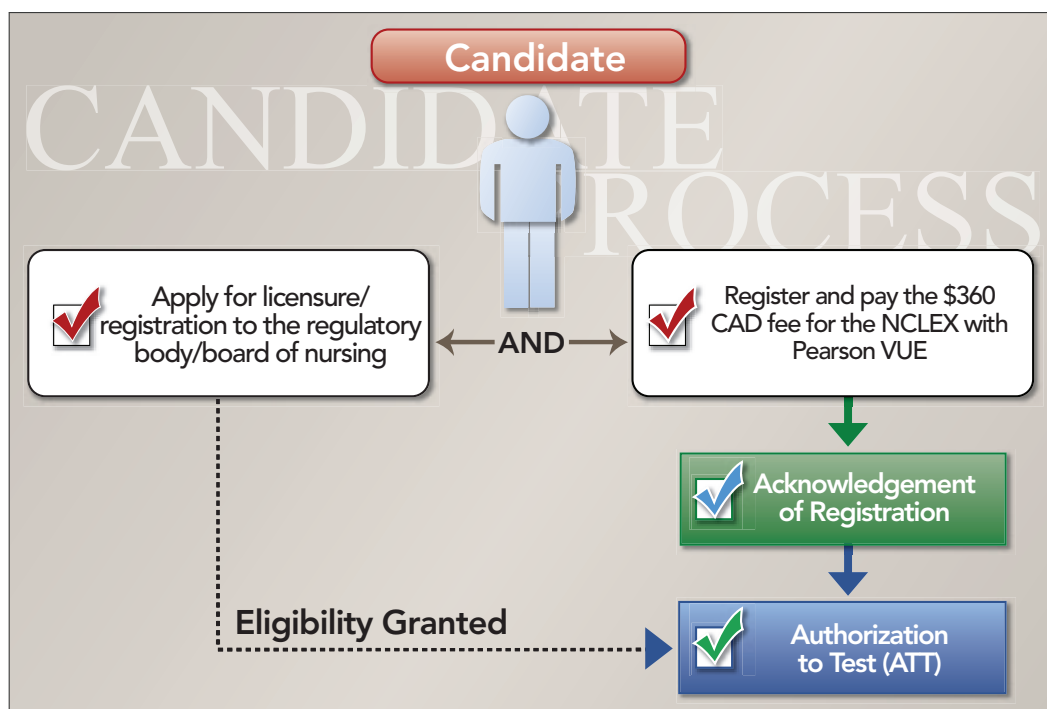 Candidate
CANDIDATE
PROCESS
Apply for licensure/
registration to the regulatory
body/board of nursing
AND
Register and pay the $360
CAD fee for the NCLEX with
Pearson VUE
Acknowledgement
of Registration
Eligibility Granted
Authorization
to Test (ATT)